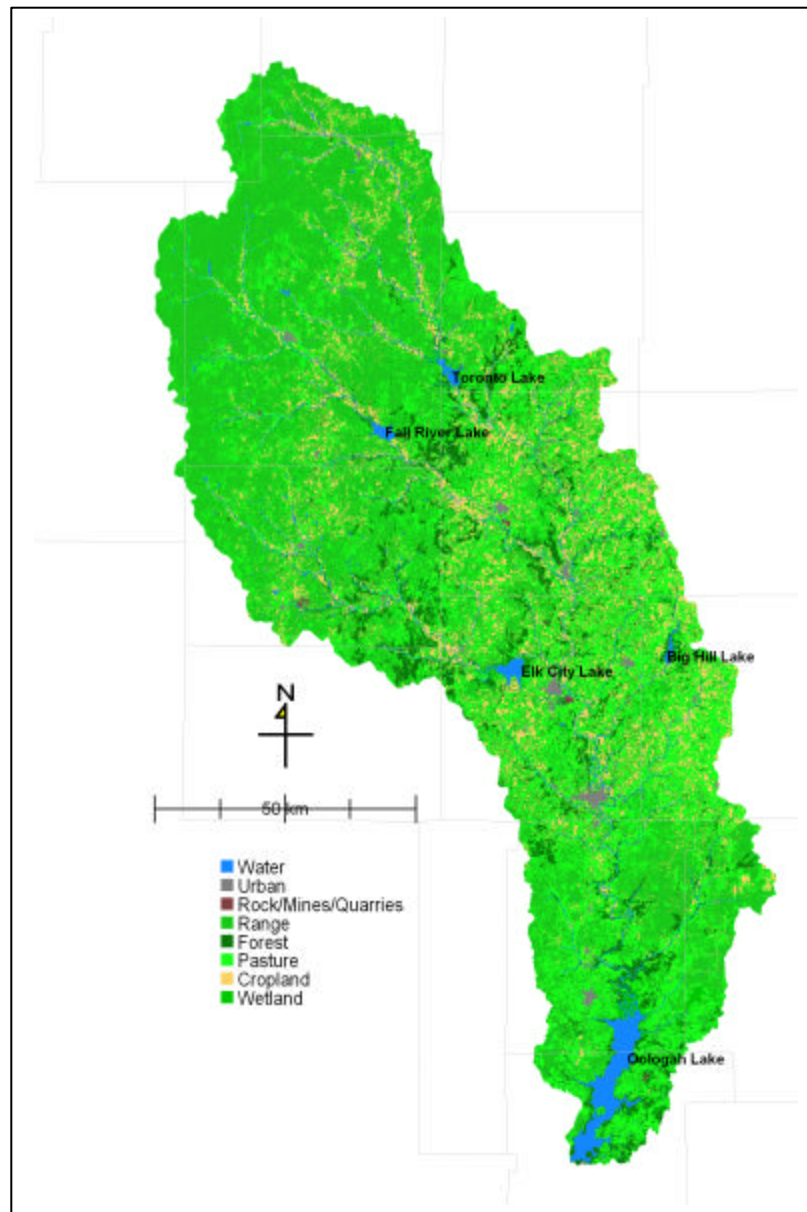 Toronto Lake
Fall River Lake
Big Hill Lake
Elk City Lake
N
50 km
Water
Urban
Rock/Mines/Quarries
Range
Forest
Pasture
Cropland
Wetland
Oologah Lake